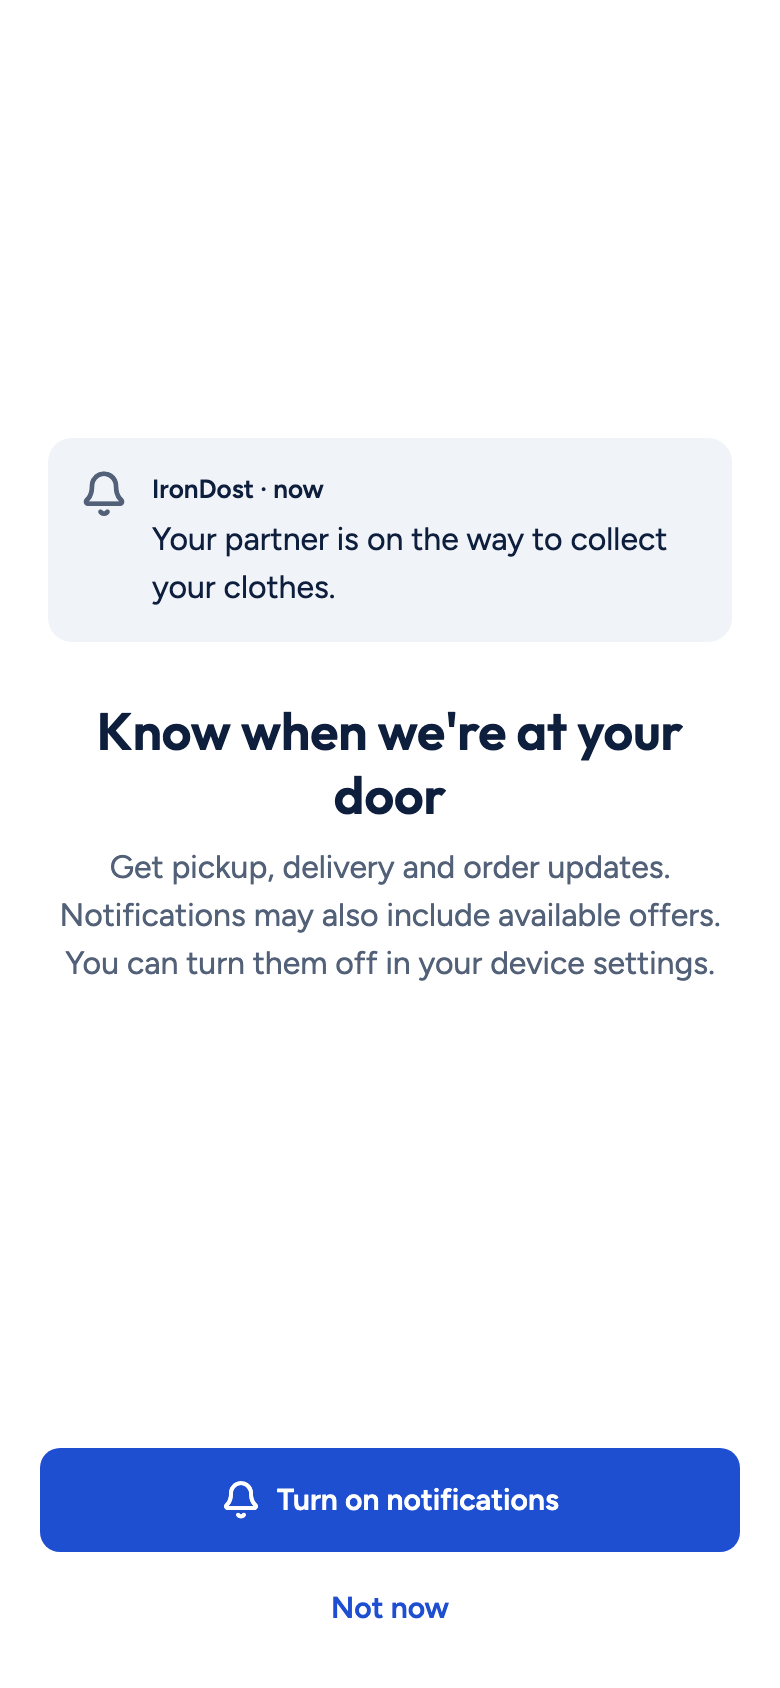 IronDost · now
Your partner is on the way to collect
your clothes.
Know when we're at your
door
Get pickup, delivery and order updates.
Notifications may also include available offers.
You can turn them off in your device settings.
Turn on notifications
Not now